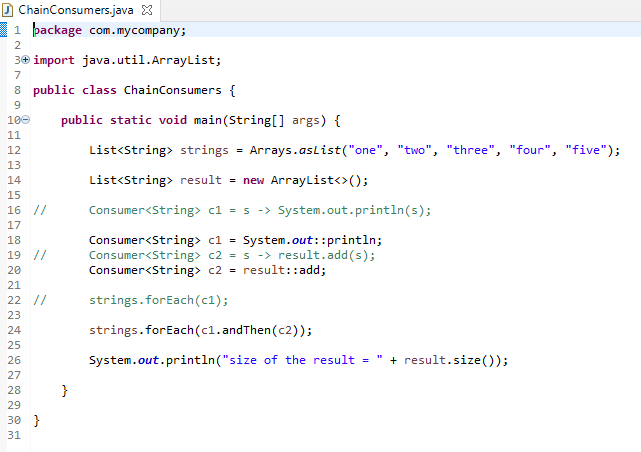 ChainConsumers.java
1 package com.mycompany;
2
3 import java.util.ArrayList;
7
8 public class ChainConsumers {
9
10     public static void main(String[] args) {
11
12         List<String> strings = Arrays.asList("one", "two", "three", "four", "five");
13
14         List<String> result = new ArrayList<>();
15
16 //      Consumer<String> c1 = s -> System.out.println(s);
17
18         Consumer<String> c1 = System.out::println;
19 //      Consumer<String> c2 = s -> result.add(s);
20         Consumer<String> c2 = result::add;
21
22 //      strings.forEach(c1);
23
24         strings.forEach(c1.andThen(c2));
25
26         System.out.println("size of the result = " + result.size());
27
28     }
29
30 }
31